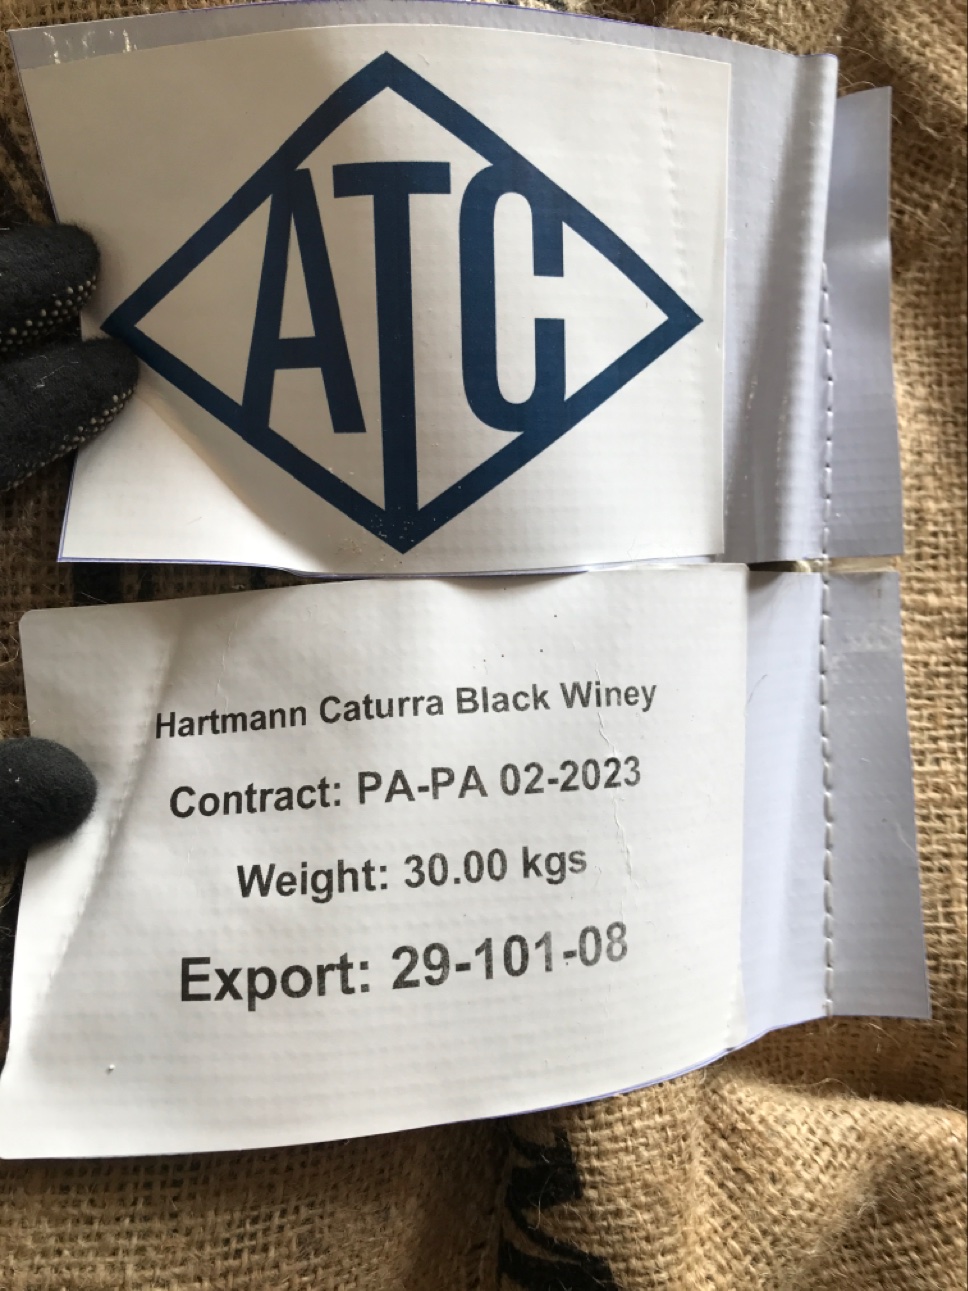 ATC
Hartmann Caturra Black Winey
Contract: PA-PA 02-2023
Weight: 30.00 kgs
Export: 29-101-08